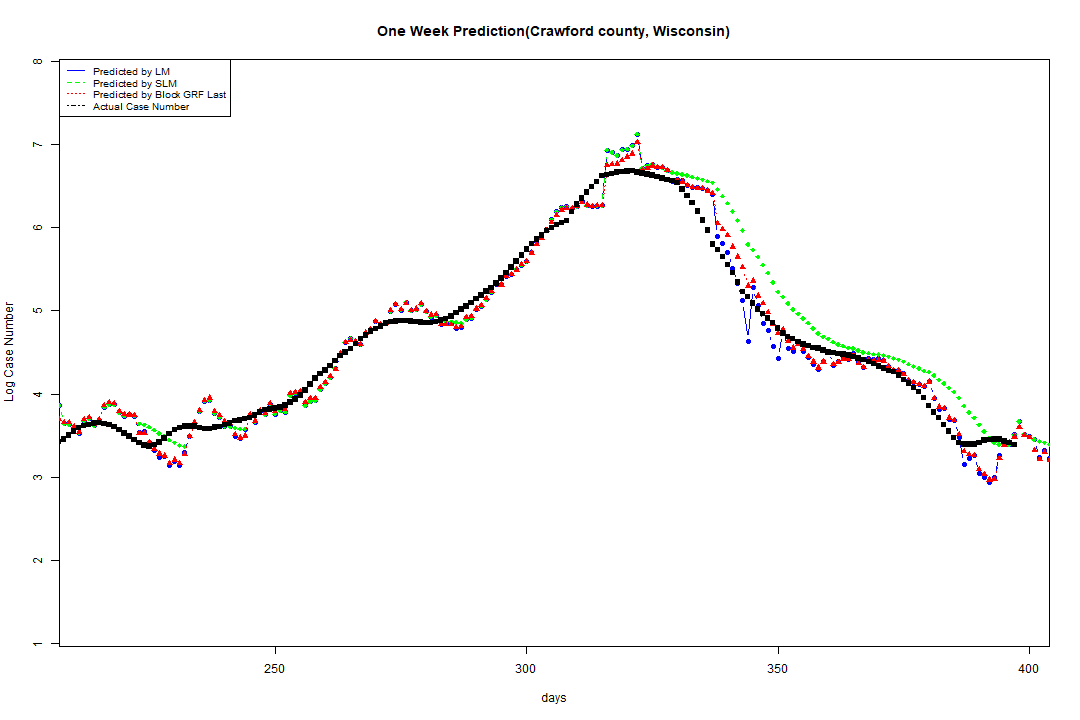 One Week Prediction(Crawford county, Wisconsin)
Predicted by LM
Predicted by SLM
Predicted by Block GRF Last
Actual Case Number
Log Case Number
8
7
6
5
4
3
2
1
250 300 350 400
days